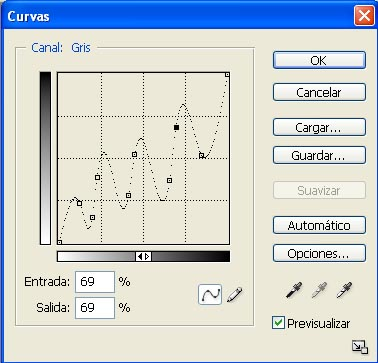 Curvas
Canal: Gris
OK
Cancelar
Cargar...
Guardar...
Suavizar
Automático
Opciones...
Entrada: 69 %
Salida: 69 %
Previsualizar